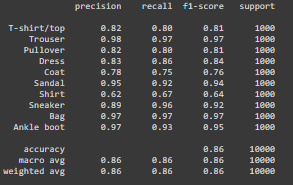 precision recall f1-score support
T-shirt/top 0.82 0.80 0.81 1000
Trouser 0.98 0.97 0.97 1000
Pullover 0.82 0.80 0.81 1000
Dress 0.83 0.86 0.84 1000
Coat 0.78 0.75 0.76 1000
Sandal 0.95 0.92 0.94 1000
Shirt 0.62 0.67 0.64 1000
Sneaker 0.89 0.96 0.92 1000
Bag 0.97 0.97 0.97 1000
Ankle boot 0.97 0.93 0.95 1000
accuracy 0.86 10000
macro avg 0.86 0.86 0.86 10000
weighted avg 0.86 0.86 0.86 10000